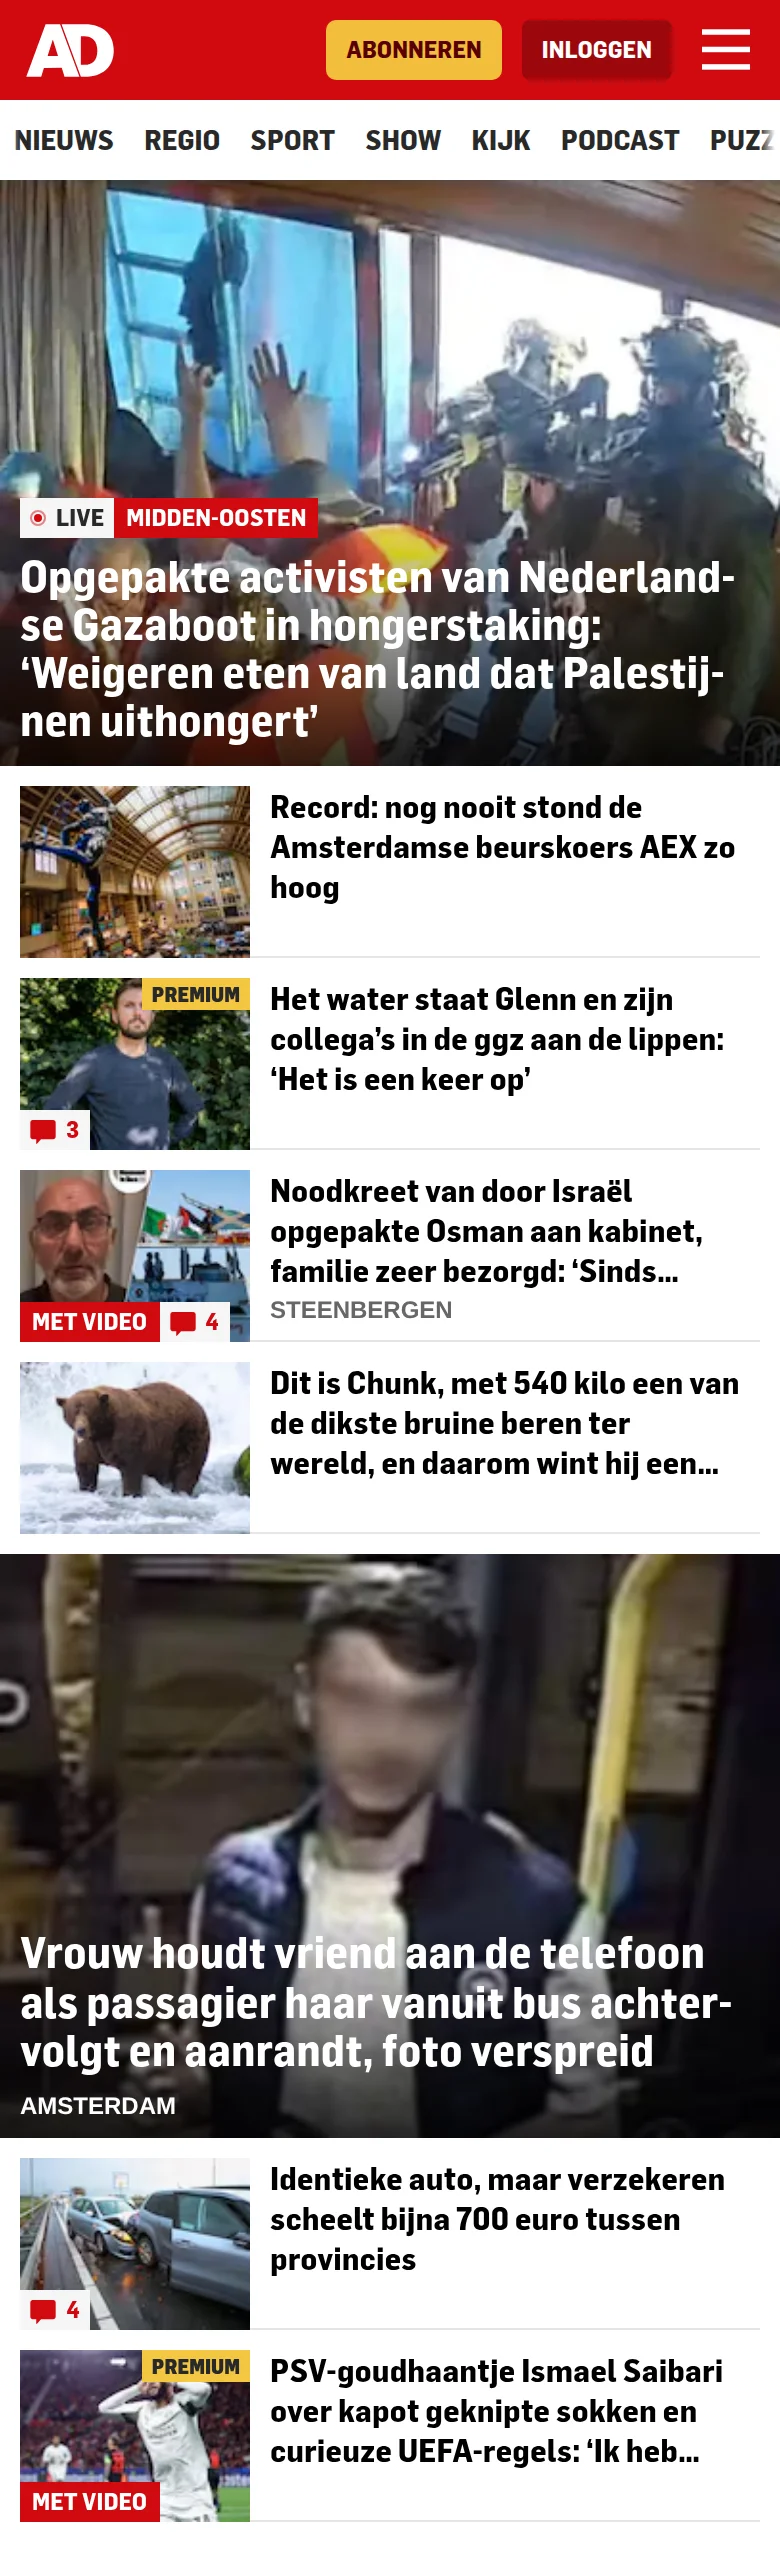 AD
ABONNEREN
INLOGGEN
NIEUWS REGIO SPORT SHOW KIJK PODCAST PUZZ
LIVE MIDDEN-OOSTEN
Opgepakte activisten van Nederland-
se Gazaboot in hongerstaking:
‘Weigeren eten van land dat Palestij-
nen uithongert’
Record: nog nooit stond de
Amsterdamse beurskoers AEX zo
hoog
PREMIUM
3
Het water staat Glenn en zijn
collega’s in de ggz aan de lippen:
‘Het is een keer op’
MET VIDEO 4
Noodkreet van door Israël
opgepakte Osman aan kabinet,
familie zeer bezorgd: ‘Sinds...
STEENBERGEN
Dit is Chunk, met 540 kilo een van
de dikste bruine beren ter
wereld, en daarom wint hij een...
Vrouw houdt vriend aan de telefoon
als passagier haar vanuit bus achter-
volgt en aanrandt, foto verspreid
AMSTERDAM
4
Identieke auto, maar verzekeren
scheelt bijna 700 euro tussen
provincies
PREMIUM
MET VIDEO
PSV-goudhaantje Ismael Saibari
over kapot geknipte sokken en
curieuze UEFA-regels: ‘Ik heb...